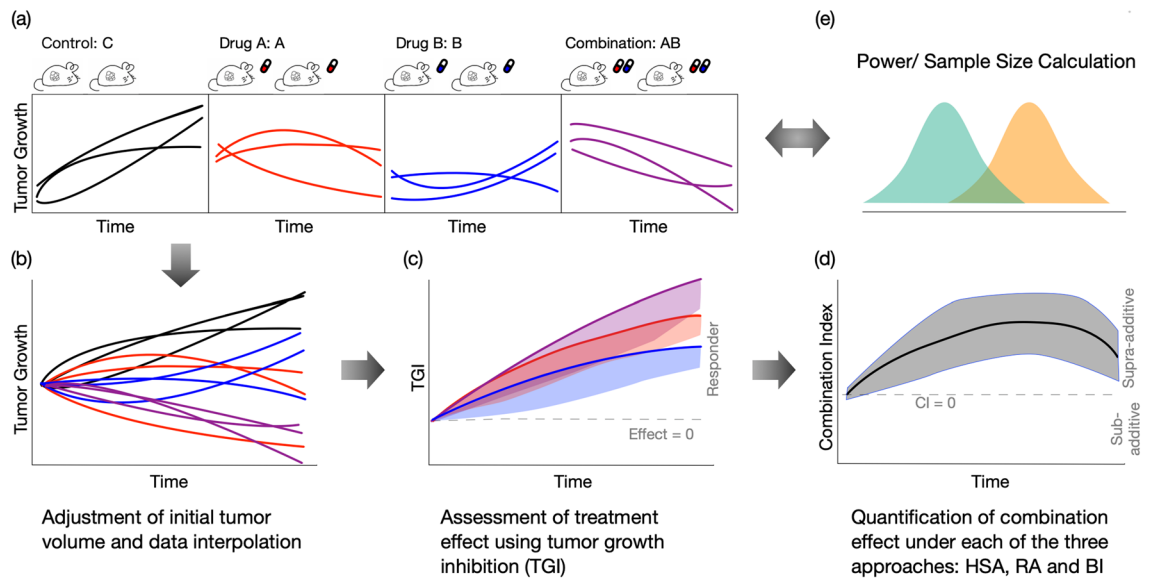 (a)
Control: C
Drug A: A
Drug B: B
Combination: AB
Tumor Growth
Time
Time
Time
Time
(e)
Power/ Sample Size Calculation
(b)
Tumor Growth
Time
Adjustment of initial tumor
volume and data interpolation
(c)
TGI
Responder
Effect = 0
Time
Assessment of treatment
effect using tumor growth
inhibition (TGI)
(d)
Combination Index
Supra-additive
CI = 0
Sub-
additive
Time
Quantification of combination
effect under each of the three
approaches: HSA, RA and BI